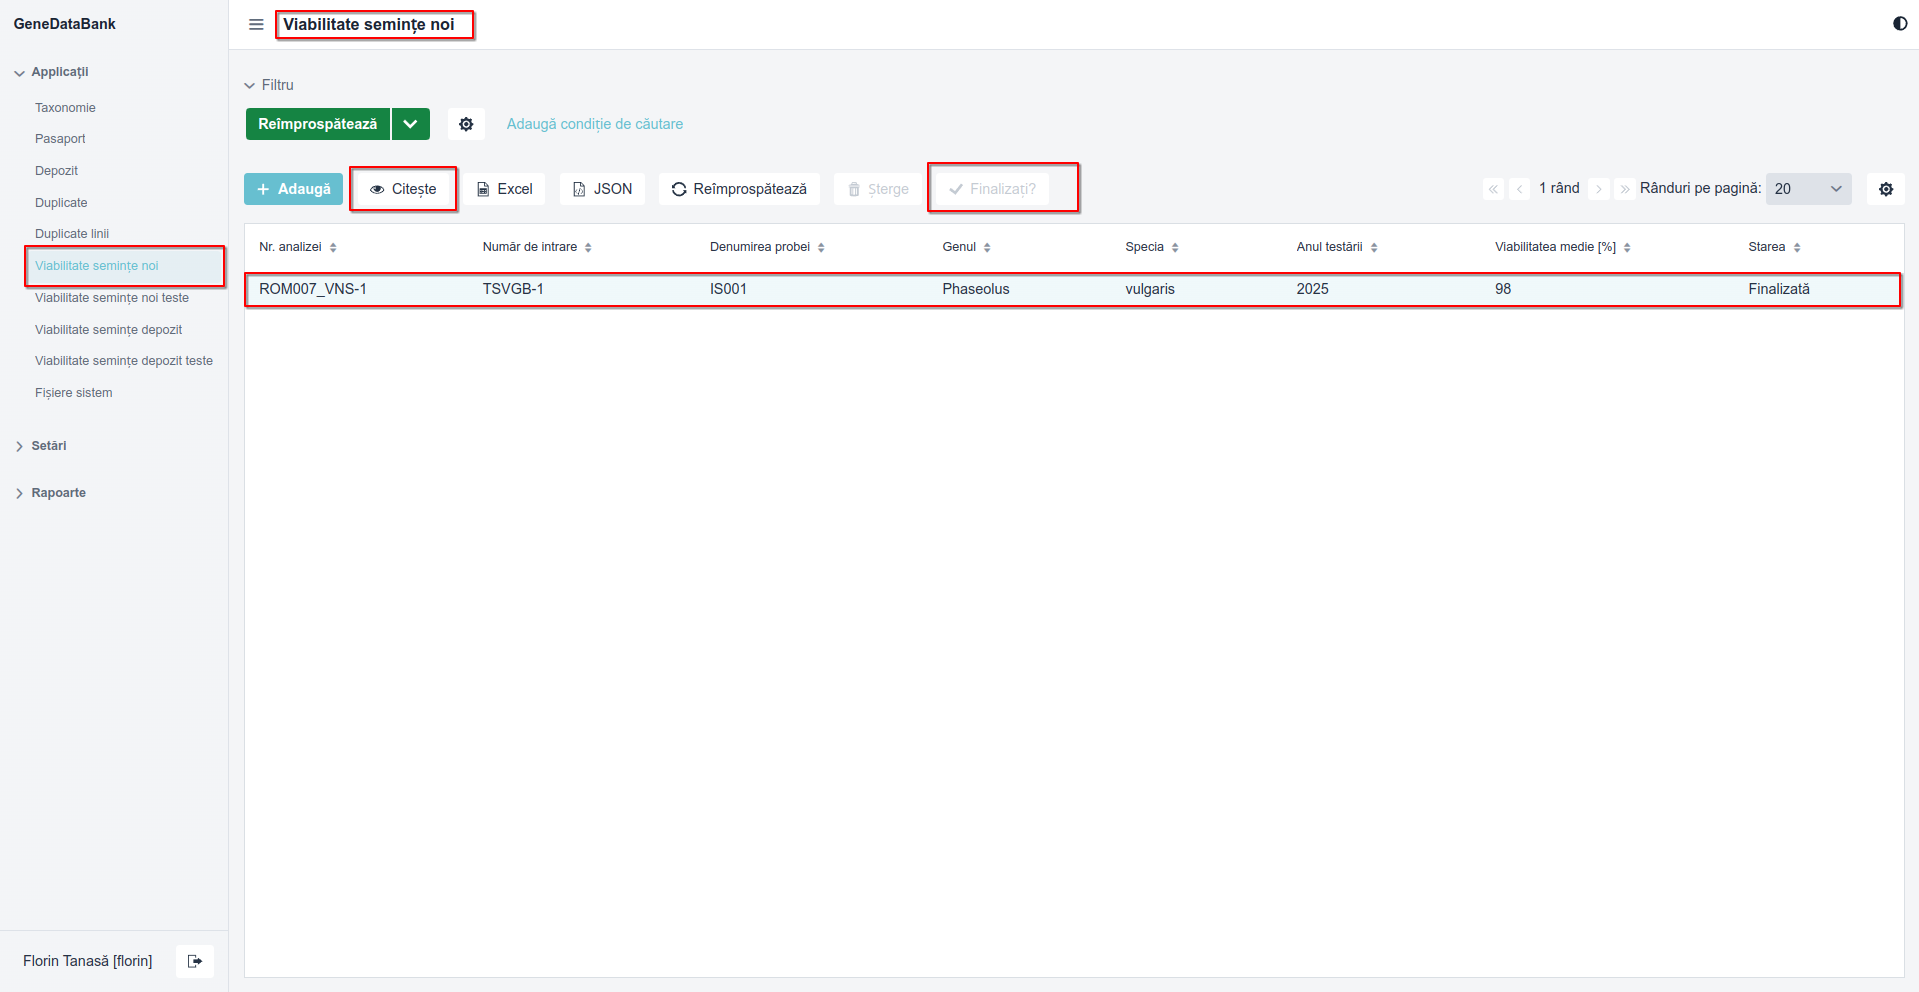 GeneDataBank
Viabilitate semințe noi
Applicații
Taxonomie
Pasaport
Depozit
Duplicate
Duplicate linii
Viabilitate semințe noi
Viabilitate semințe noi teste
Viabilitate semințe depozit
Viabilitate semințe depozit teste
Fișiere sistem
Setări
Rapoarte
Florin Tanasă [florin]
Filtru
Reîmprospătează
Adaugă condiție de căutare
Adaugă Citește Excel JSON Reîmprospătează Șterge Finalizați? 1 rând Rânduri pe pagină: 20
Nr. analizei Număr de intrare Denumirea probei Genul Specia Anul testării Viabilitatea medie [%] Starea
ROM007_VNS-1 TSVGB-1 IS001 Phaseolus vulgaris 2025 98 Finalizată